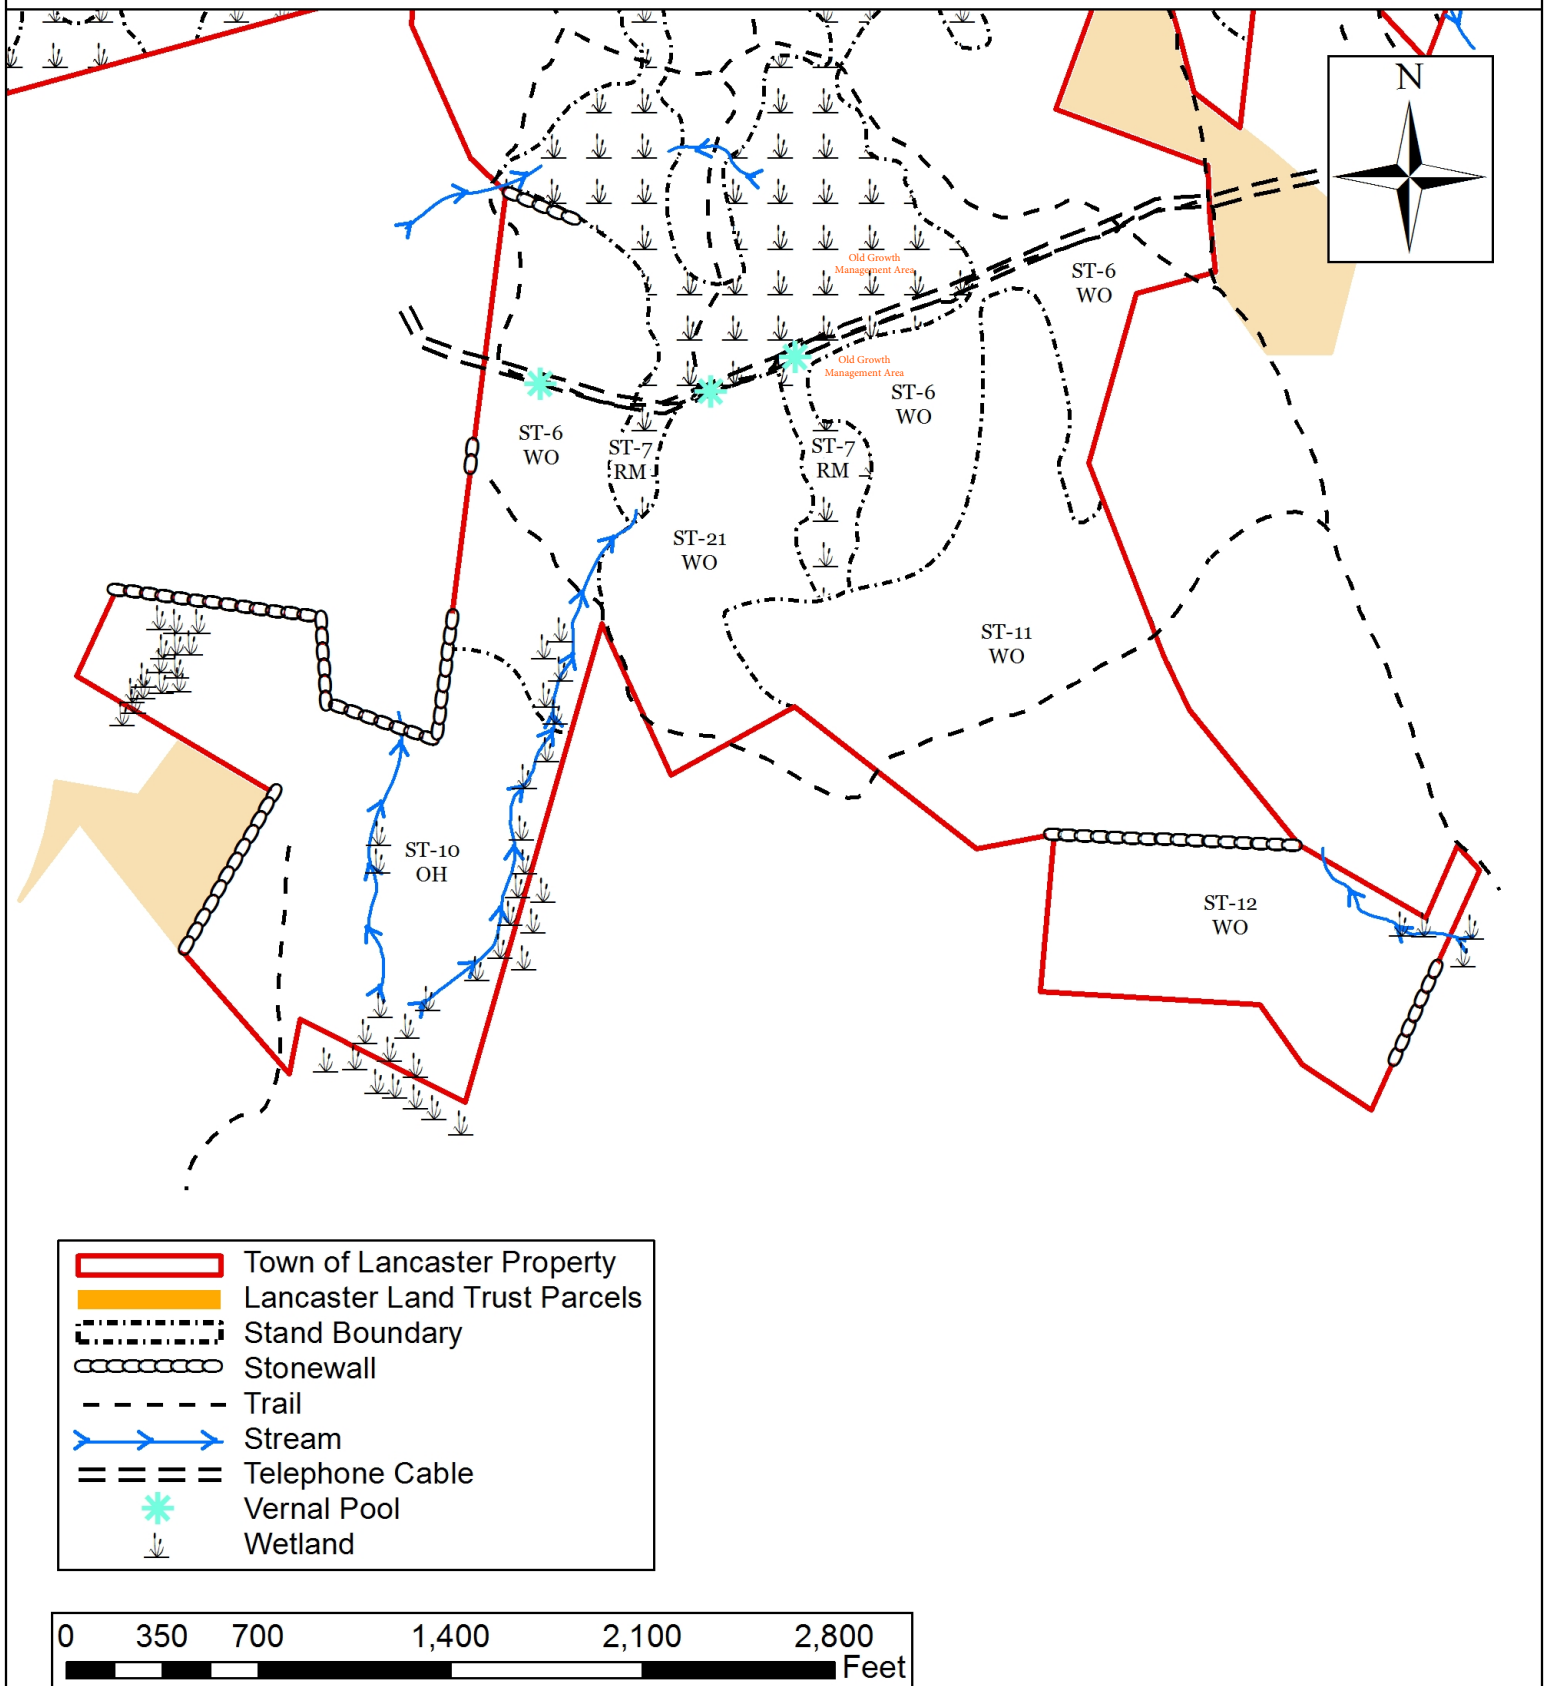 N
Old Growth
Management Area
ST-6
WO
Old Growth
Management Area
ST-6
WO
ST-6
WO
ST-7
RM
ST-7
RM
ST-21
WO
ST-11
WO
ST-10
OH
ST-12
WO
Town of Lancaster Property
Lancaster Land Trust Parcels
Stand Boundary
Stonewall
Trail
Stream
Telephone Cable
Vernal Pool
Wetland
0 350 700 1,400 2,100 2,800
Feet